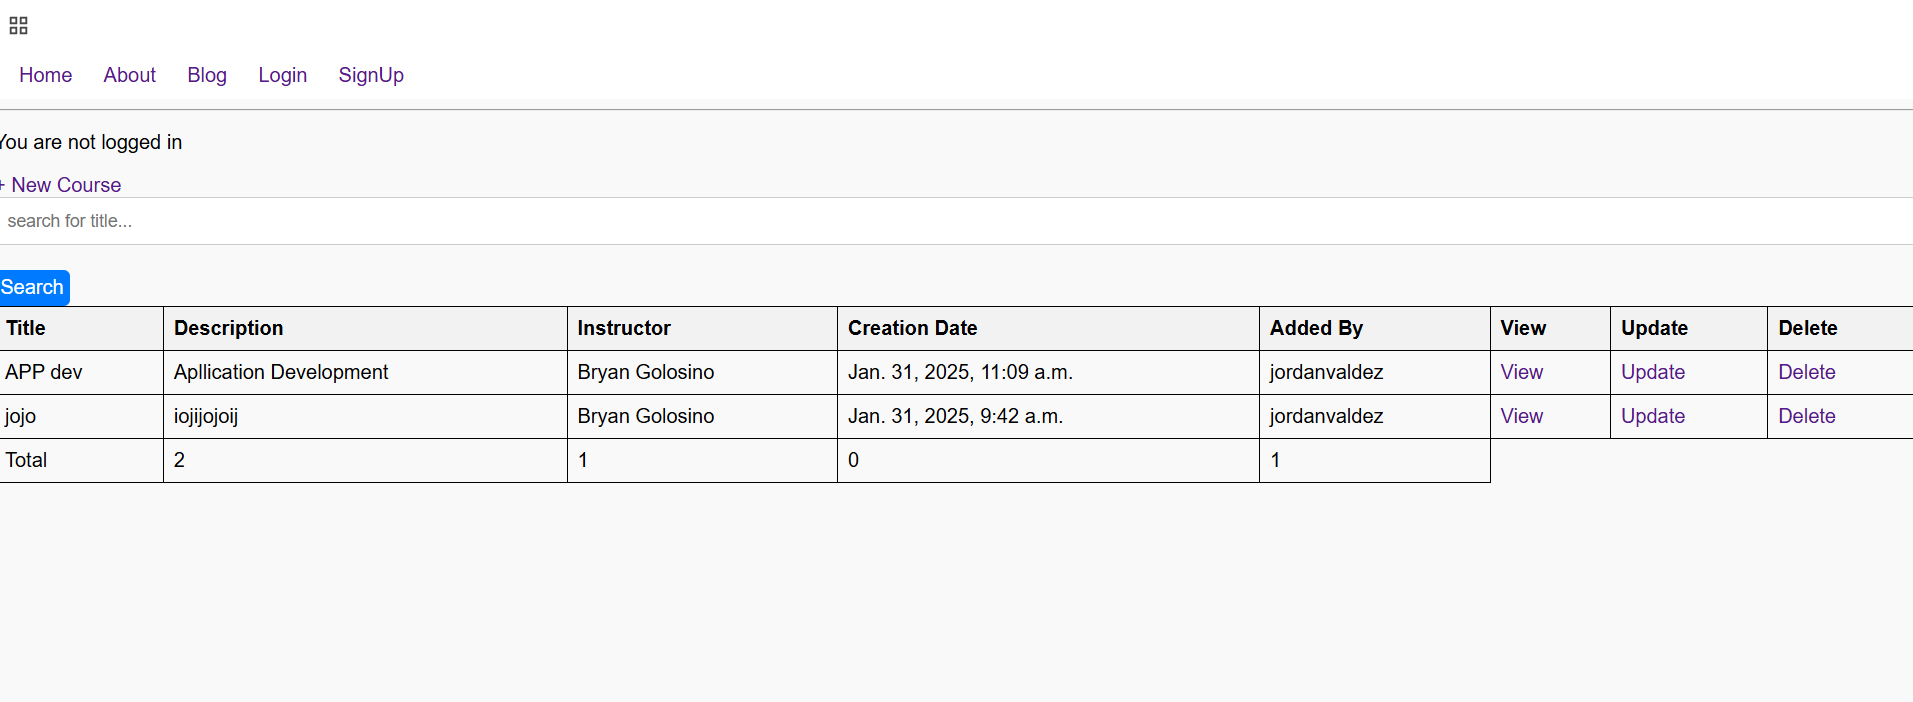 Home About Blog Login SignUp
You are not logged in
+ New Course
search for title...
Search
Title Description Instructor Creation Date Added By View Update Delete
APP dev Apllication Development Bryan Golosino Jan. 31, 2025, 11:09 a.m. jordanvaldez View Update Delete
jojo iojijojoij Bryan Golosino Jan. 31, 2025, 9:42 a.m. jordanvaldez View Update Delete
Total 2 1 0 1